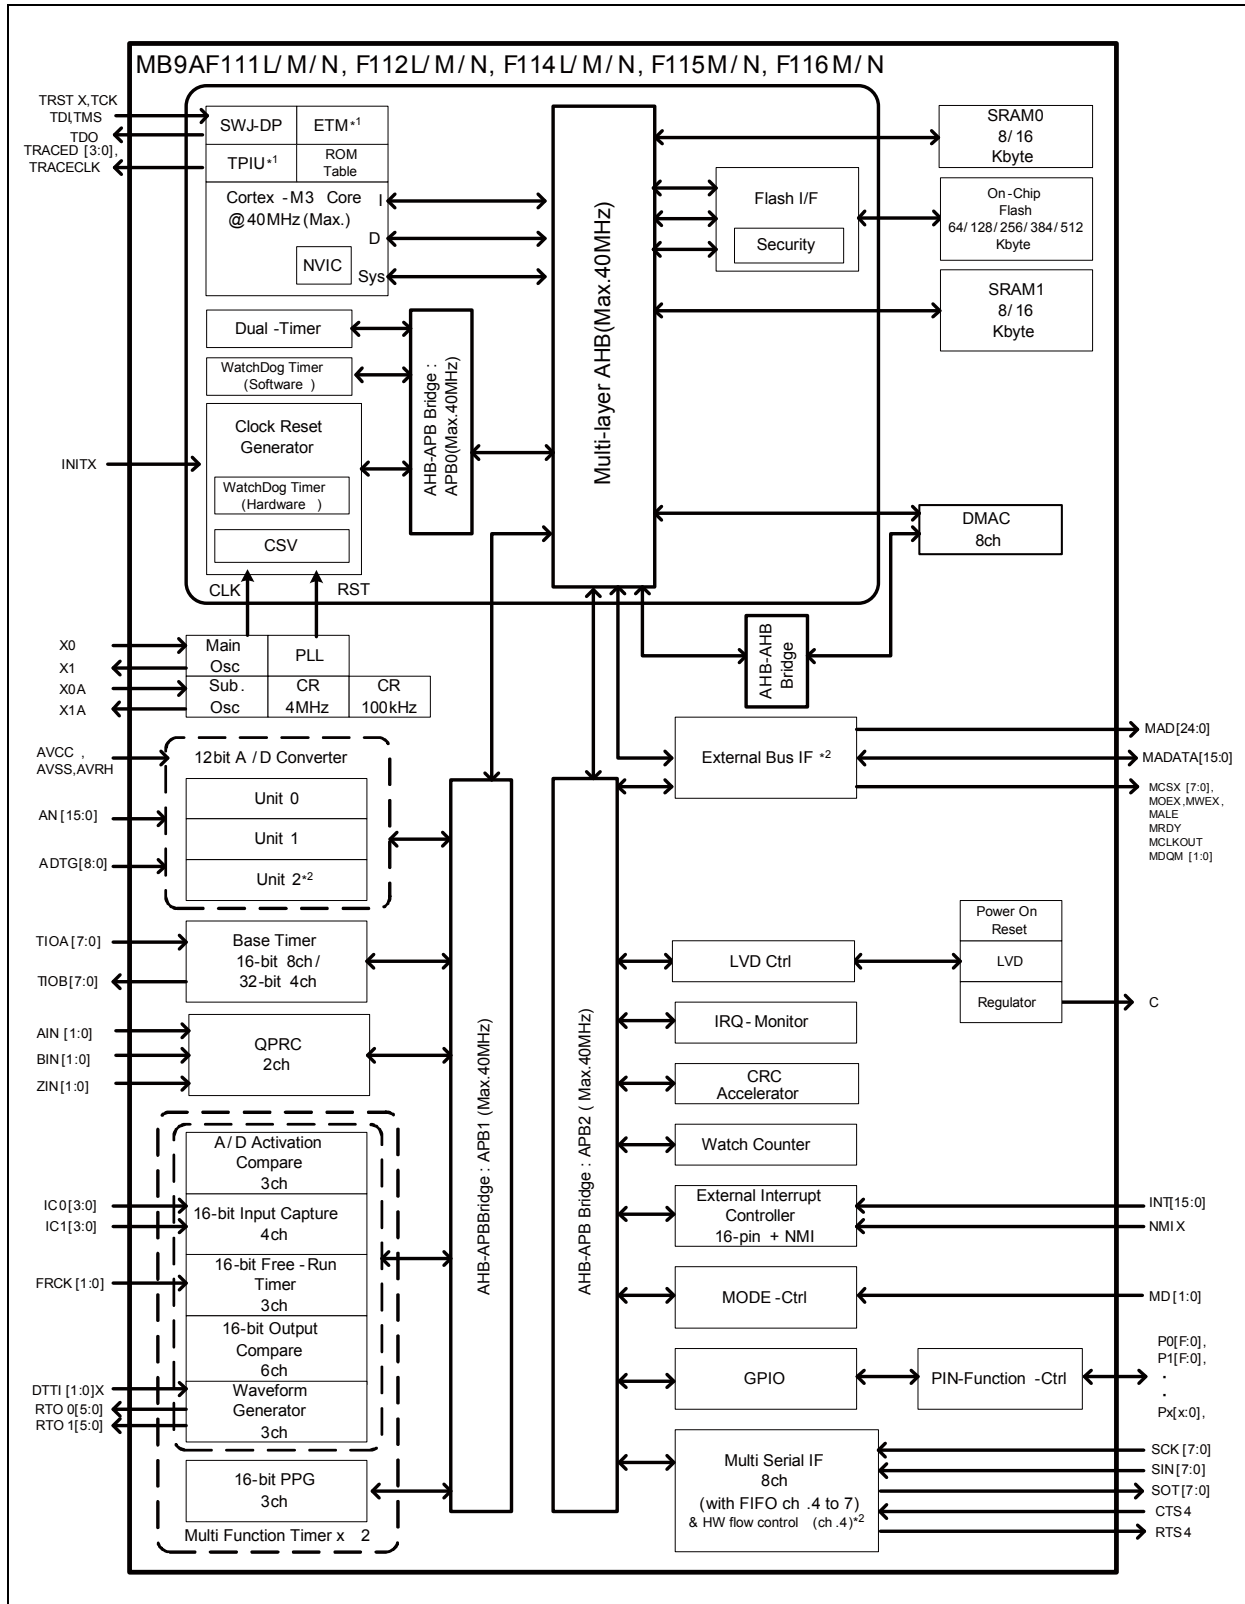 MB9AF111L/M/N, F112L/M/N, F114L/M/N, F115M/N, F116M/N
TRST X,TCK
TDI,TMS
TDO
TRACED [3:0],
TRACECLK
SWJ-DP
ETM*1
TPIU*1
ROM
Table
Cortex -M3 Core
@40MHz(Max.)
I
D
Sys
NVIC
Dual -Timer
WatchDog Timer
(Software )
Clock Reset
Generator
WatchDog Timer
(Hardware )
CSV
INITX
CLK
RST
AHB-APB Bridge :
APB0(Max.40MHz)
Multi-layer AHB(Max.40MHz)
Flash I/F
Security
SRAM0
8/ 16
Kbyte
On-Chip
Flash
64/ 128/ 256/ 384/ 512
Kbyte
SRAM1
8/ 16
Kbyte
DMAC
8ch
AHB-AHB
Bridge
X0
X1
X0A
X1A
Main
Osc
PLL
Sub.
Osc
CR
4MHz
CR
100kHz
AVCC ,
AVSS,AVRH
AN [15:0]
ADTG[8:0]
12bit A / D Converter
Unit 0
Unit 1
Unit 2*2
TIOA [7:0]
TIOB [7:0]
Base Timer
16-bit 8ch/
32-bit 4ch
AIN [1:0]
BIN [1:0]
ZIN [1:0]
QPRC
2ch
A / D Activation
Compare
3ch
IC0[3:0]
IC1[3:0]
16-bit Input Capture
4ch
FRCK [1:0]
16-bit Free - Run
Timer
3ch
16-bit Output
Compare
6ch
DTTI [1:0]X
RTO 0[5:0]
RTO 1[5:0]
Waveform
Generator
3ch
16-bit PPG
3ch
Multi Function Timer x 2
AHB-APBBridge : APB1 (Max.40MHz)
AHB-APB Bridge : APB2 ( Max.40MHz)
External Bus IF *2
MAD[24:0]
MADATA[15:0]
MCSX [7:0],
MOEX ,MWEX ,
MALE
MRDY
MCLKOUT
MDQM [1:0]
LVD Ctrl
Power On
Reset
LVD
Regulator
C
IRQ - Monitor
CRC
Accelerator
Watch Counter
External Interrupt
Controller
16-pin + NMI
INT[15:0]
NMI X
MODE -Ctrl
MD [1:0]
GPIO
PIN-Function -Ctrl
P0[F:0],
P1[F:0],
.
.
Px[x:0],
Multi Serial IF
8ch
(with FIFO ch .4 to 7)
& HW flow control (ch .4)*2
SCK [7:0]
SIN [7:0]
SOT [7:0]
CTS 4
RTS 4